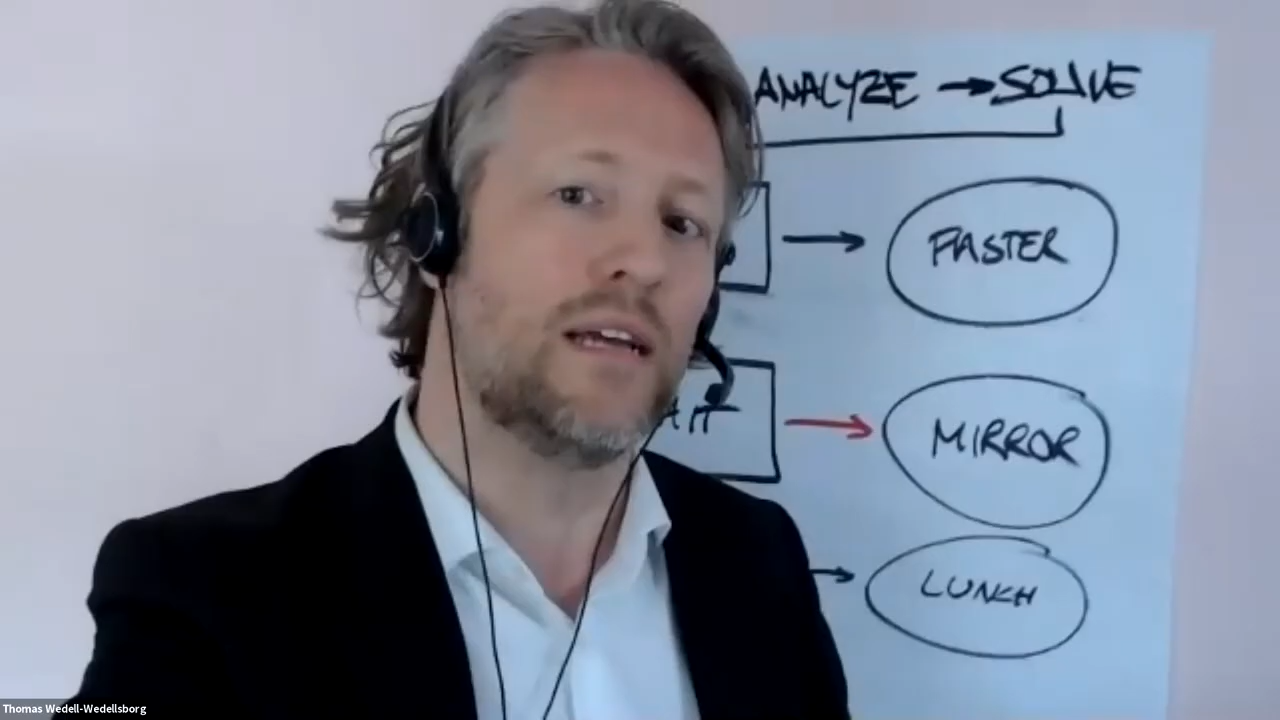 ANALYZE → SOLVE
FASTER
MIRROR
LUNCH
Thomas Wedell-Wedellsborg